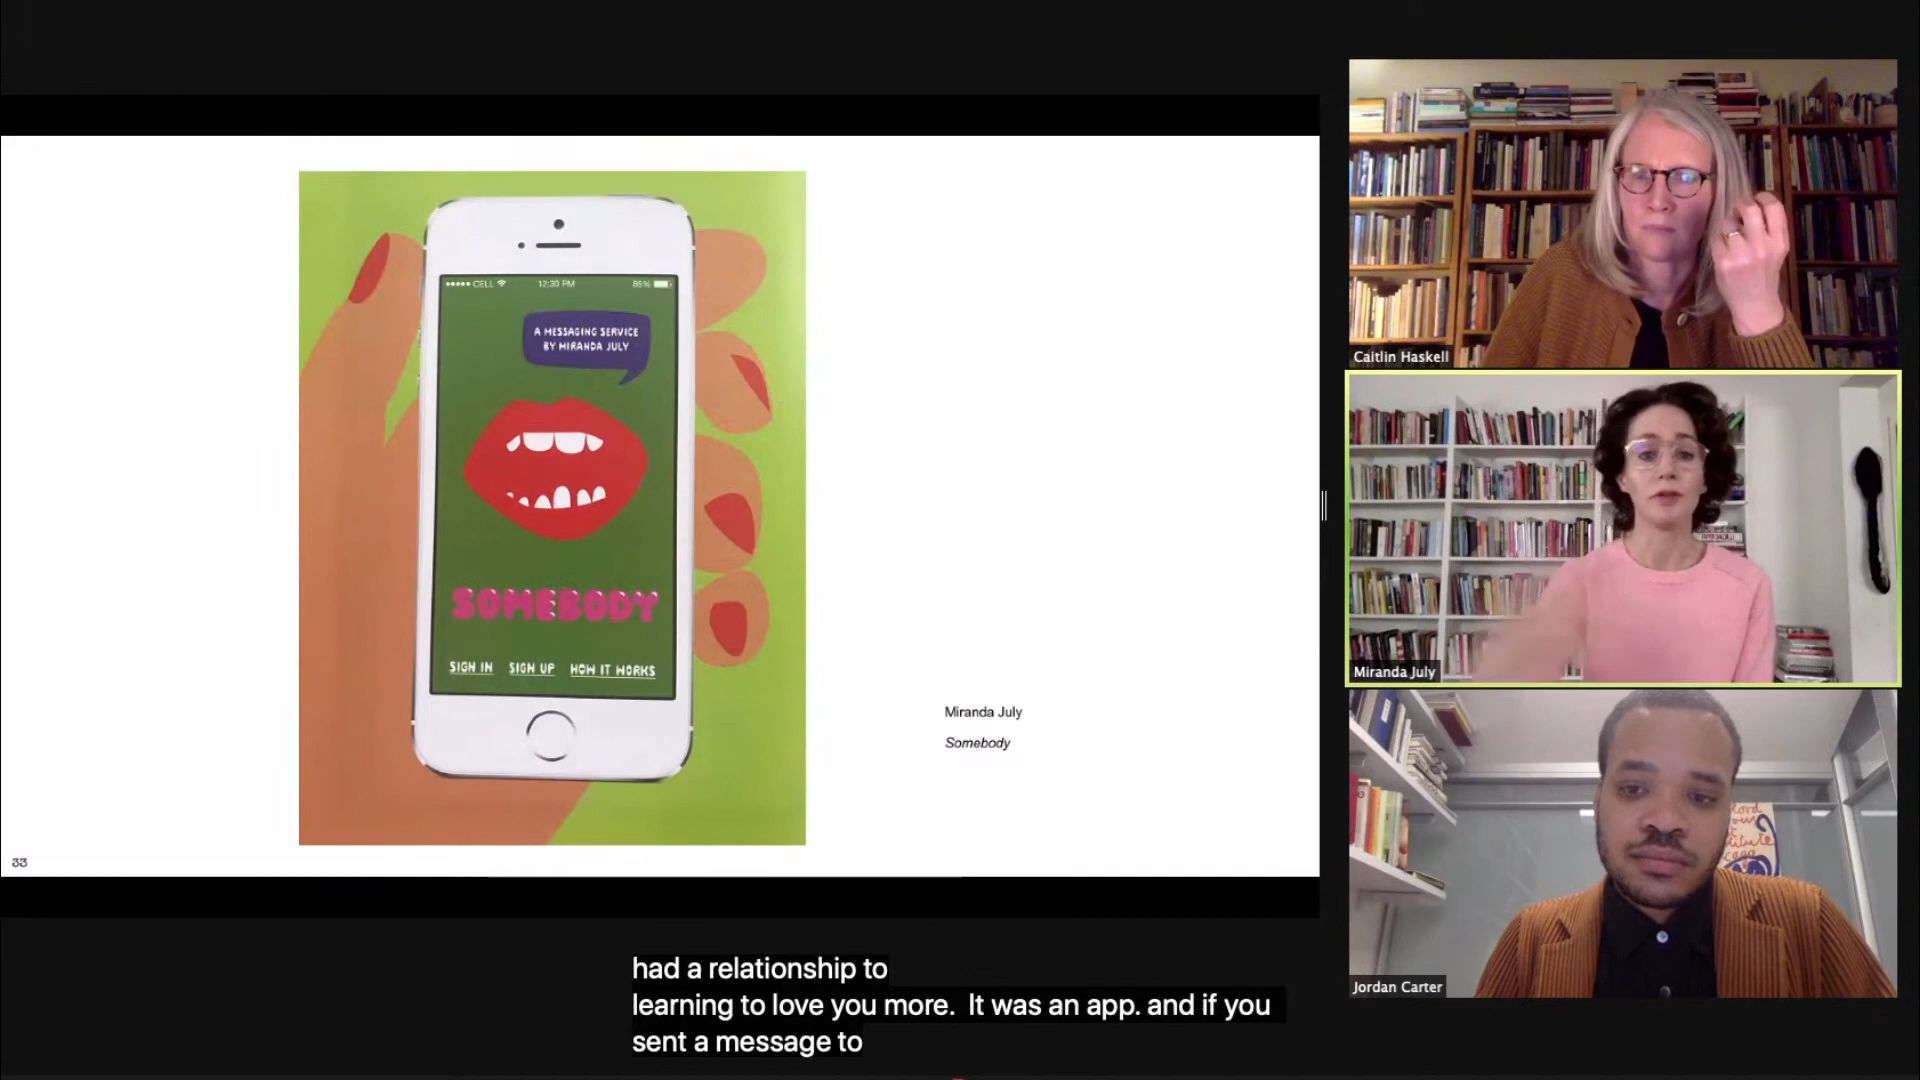 ●●●●● CELL 12:30 PM 85%
A MESSAGING SERVICE
BY MIRANDA JULY
SOMEBODY
SIGN IN SIGN UP HOW IT WORKS
Miranda July
Somebody
33
Caitlin Haskell
Miranda July
Jordan Carter
had a relationship to
learning to love you more. It was an app. and if you
sent a message to